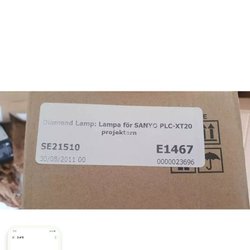 Diamond Lamp: Lampa för SANYO PLC-XT20
projektorn
SE21510 E1467
30/08/2011 00 0000023696